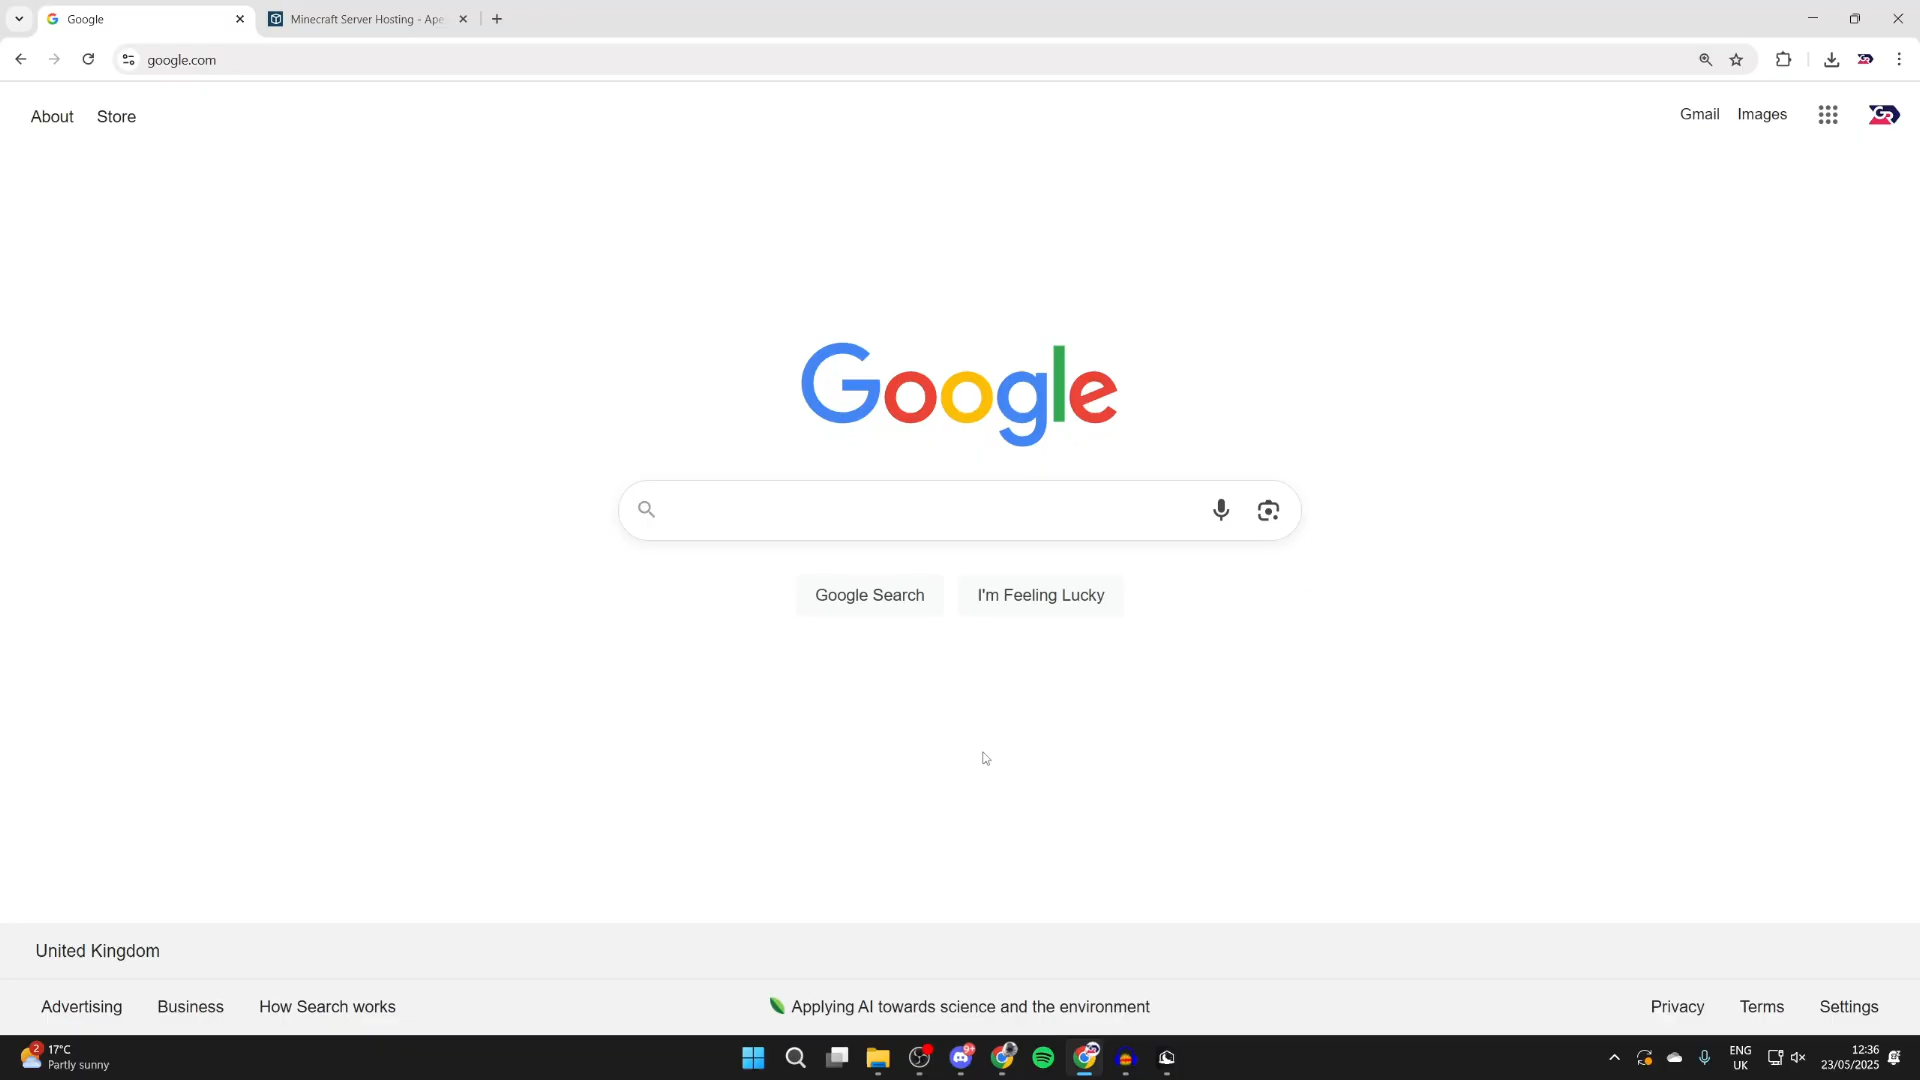 Google
Minecraft Server Hosting - Ape
google.com
About Store
Gmail Images
Google
Google Search I'm Feeling Lucky
United Kingdom
Advertising Business How Search works
Applying AI towards science and the environment
Privacy Terms Settings
2
17°C
Partly sunny
9+
ENG
UK
12:36
23/05/2025